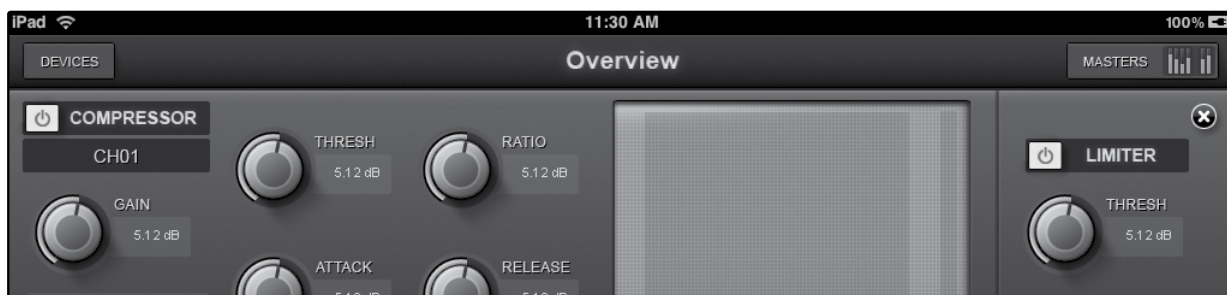 iPad 11:30 AM 100%
DEVICES Overview MASTERS
COMPRESSOR
CH01
GAIN
5.12 dB
THRESH
5.12 dB
RATIO
5.12 dB
ATTACK
RELEASE
LIMITER
THRESH
5.12 dB